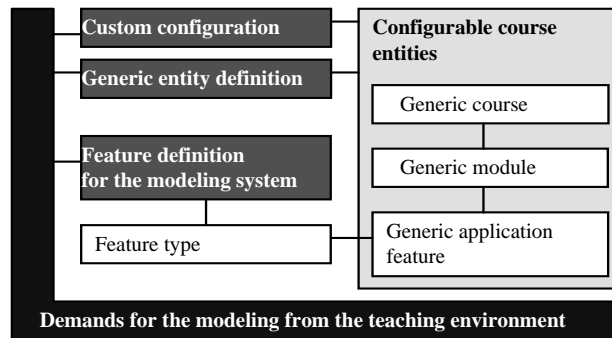 Custom configuration
Generic entity definition
Feature definition
for the modeling system
Feature type
Configurable course
entities
Generic course
Generic module
Generic application
feature
Demands for the modeling from the teaching environment